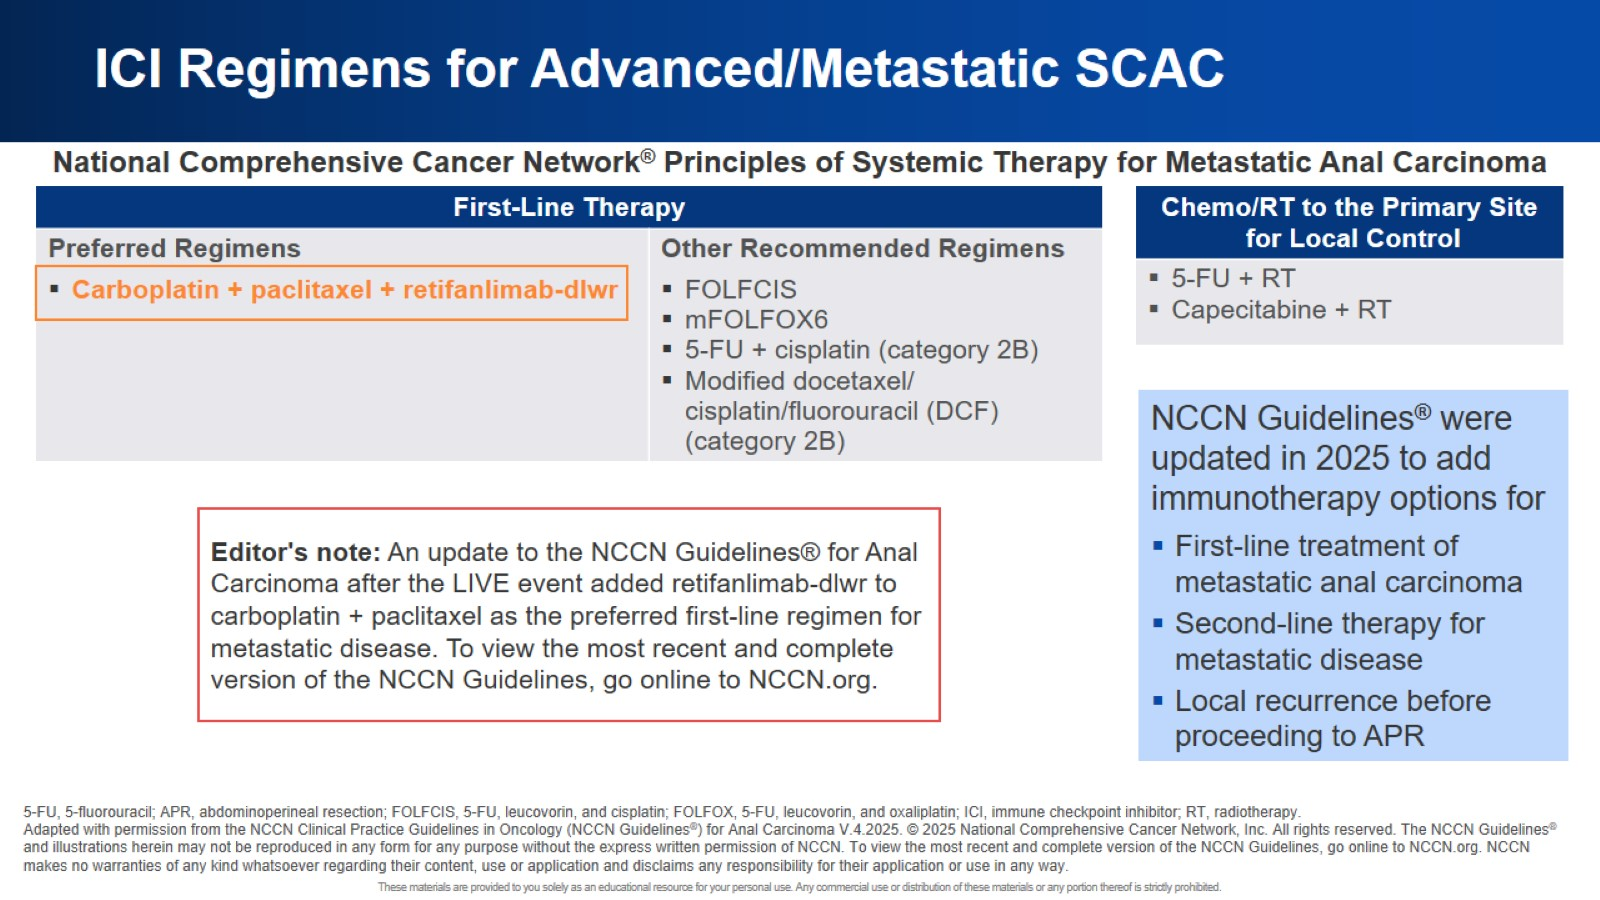 ICI Regimens for Advanced/Metastatic SCAC
National Comprehensive Cancer Network® Principles of Systemic Therapy for Metastatic Anal Carcinoma
First-Line Therapy
Preferred Regimens
▪ Carboplatin + paclitaxel + retifanlimab-dlwr
Other Recommended Regimens
▪ FOLFCIS
▪ mFOLFOX6
▪ 5-FU + cisplatin (category 2B)
▪ Modified docetaxel/
cisplatin/fluorouracil (DCF)
(category 2B)
Chemo/RT to the Primary Site
for Local Control
▪ 5-FU + RT
▪ Capecitabine + RT
NCCN Guidelines® were
updated in 2025 to add
immunotherapy options for
▪ First-line treatment of
metastatic anal carcinoma
▪ Second-line therapy for
metastatic disease
▪ Local recurrence before
proceeding to APR
Editor's note: An update to the NCCN Guidelines® for Anal
Carcinoma after the LIVE event added retifanlimab-dlwr to
carboplatin + paclitaxel as the preferred first-line regimen for
metastatic disease. To view the most recent and complete
version of the NCCN Guidelines, go online to NCCN.org.
5-FU, 5-fluorouracil; APR, abdominoperineal resection; FOLFCIS, 5-FU, leucovorin, and cisplatin; FOLFOX, 5-FU, leucovorin, and oxaliplatin; ICI, immune checkpoint inhibitor; RT, radiotherapy.
Adapted with permission from the NCCN Clinical Practice Guidelines in Oncology (NCCN Guidelines®) for Anal Carcinoma V.4.2025. © 2025 National Comprehensive Cancer Network, Inc. All rights reserved. The NCCN Guidelines®
and illustrations herein may not be reproduced in any form for any purpose without the express written permission of NCCN. To view the most recent and complete version of the NCCN Guidelines, go online to NCCN.org. NCCN
makes no warranties of any kind whatsoever regarding their content, use or application and disclaims any responsibility for their application or use in any way.
These materials are provided to you solely as an educational resource for your personal use. Any commercial use or distribution of these materials or any portion thereof is strictly prohibited.